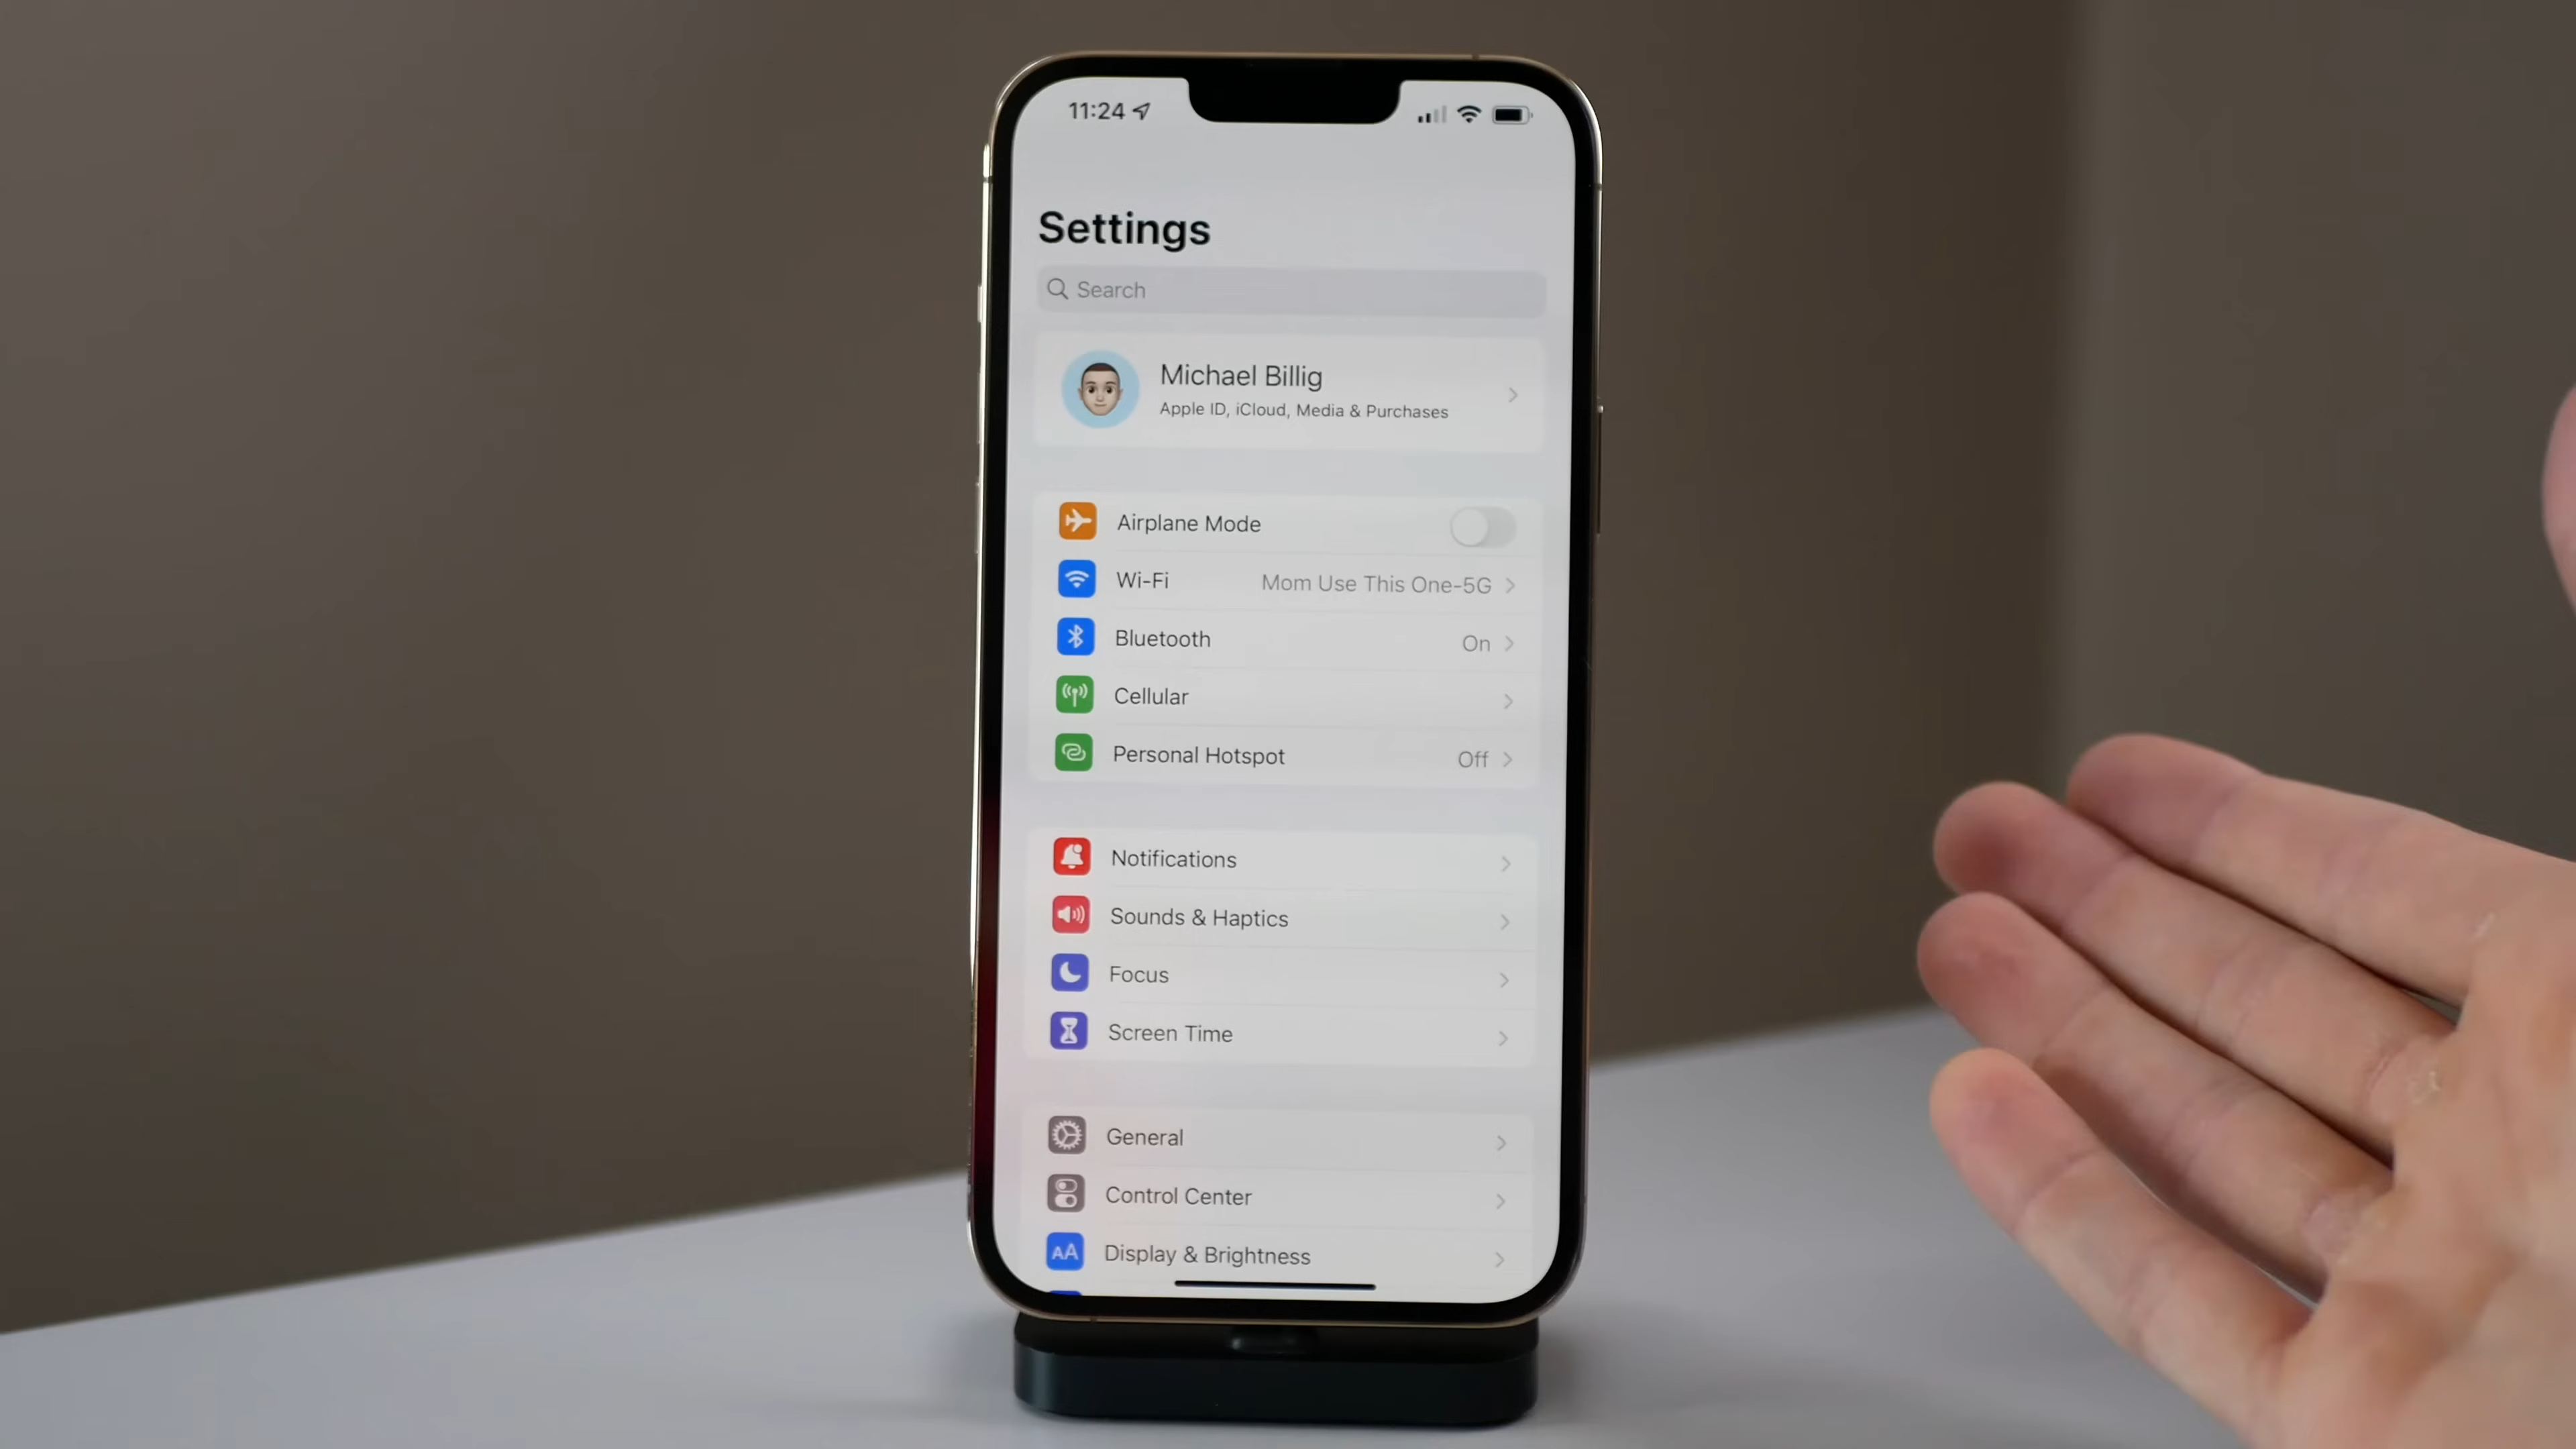 11:24
Settings
Search
Michael Billig
Apple ID, iCloud, Media & Purchases
Airplane Mode
Wi-Fi Mom Use This One-5G
Bluetooth On
Cellular
Personal Hotspot Off
Notifications
Sounds & Haptics
Focus
Screen Time
General
Control Center
AA Display & Brightness